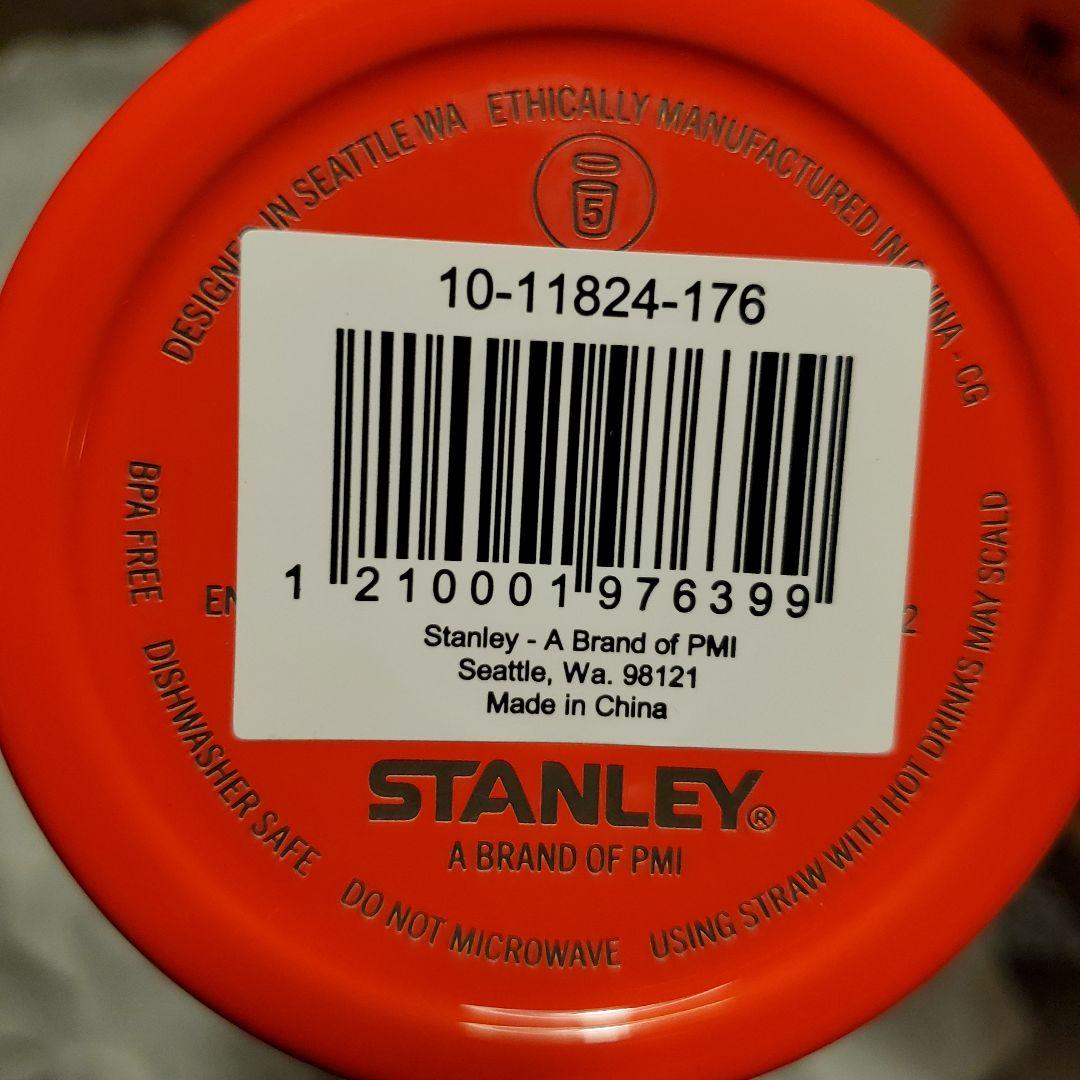 DESIGNED IN SEATTLE WA ETHICALLY MANUFACTURED IN CHINA - CG
5
10-11824-176
1 210001 976399
Stanley - A Brand of PMI
Seattle, Wa. 98121
Made in China
STANLEY®
A BRAND OF PMI
BPA FREE DISHWASHER SAFE DO NOT MICROWAVE USING STRAW WITH HOT DRINKS MAY SCALD